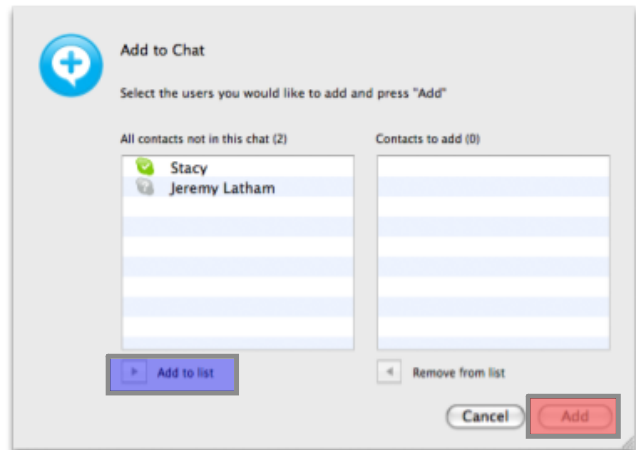 Add to Chat
Select the users you would like to add and press "Add"
All contacts not in this chat (2)
Contacts to add (0)
Stacy
Jeremy Latham
Add to list
Remove from list
Cancel
Add